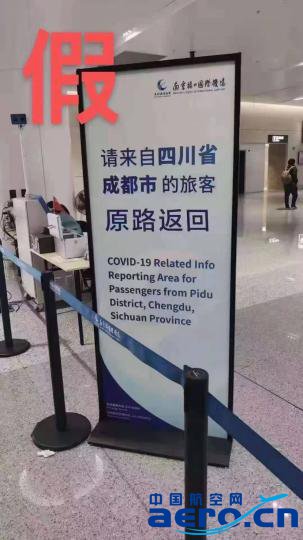 假
南京禄口国际机场
请来自四川省
成都市的旅客
原路返回
COVID-19 Related Info
Reporting Area for
Passengers from Pidu
District, Chengdu,
Sichuan Province
中国航空网
aero.cn